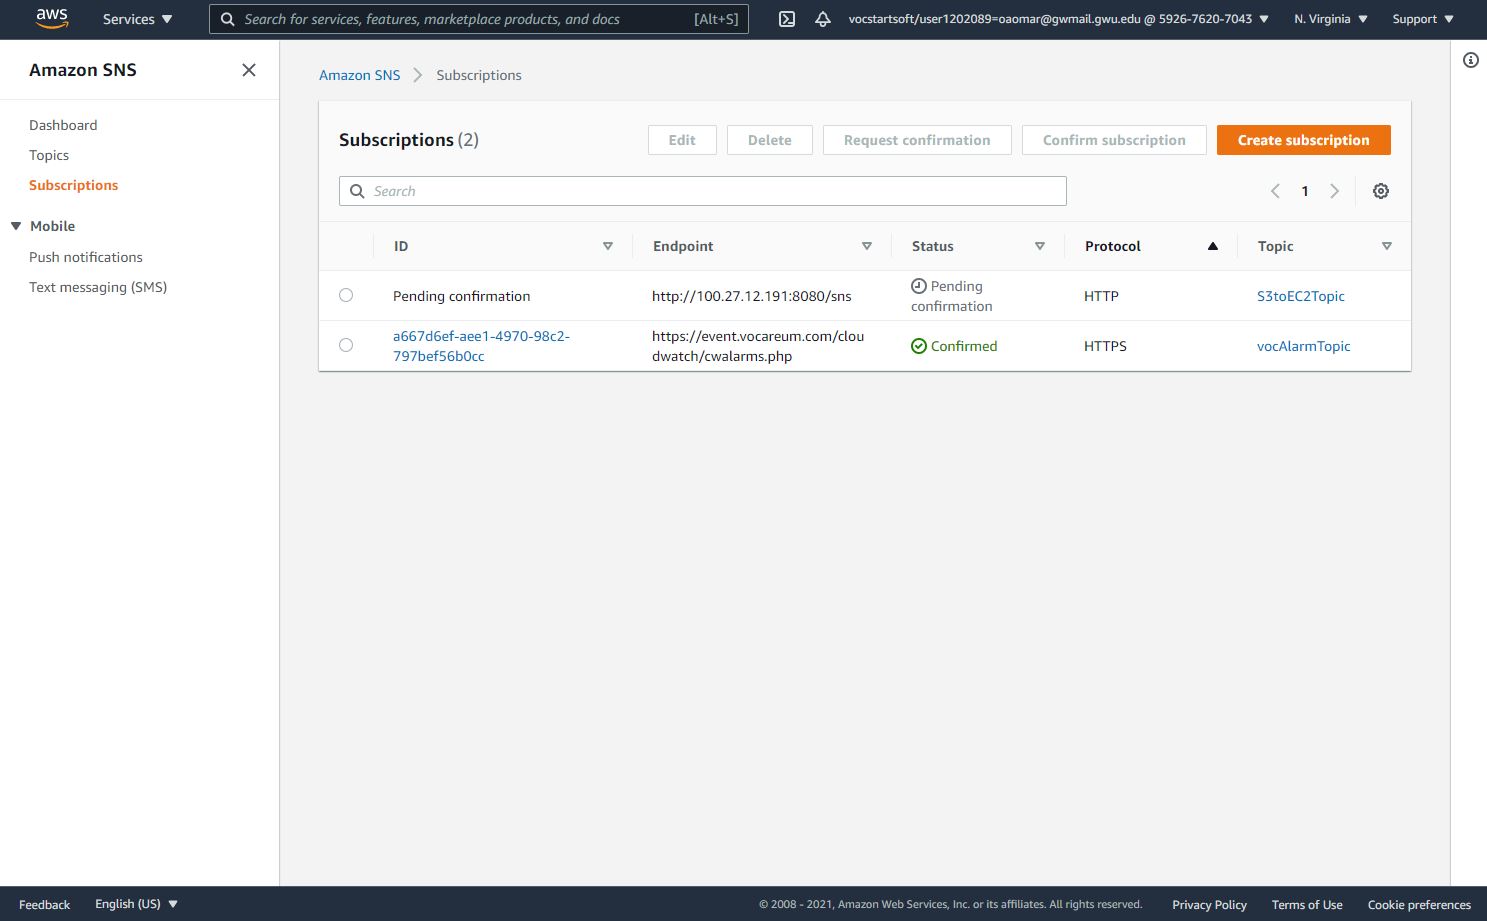 aws
Services
Search for services, features, marketplace products, and docs
[Alt+S]
vocstartsoft/user1202089=oaomar@gwmail.gwu.edu @ 5926-7620-7043
N. Virginia
Support
Amazon SNS
Dashboard
Topics
Subscriptions
Mobile
Push notifications
Text messaging (SMS)
Amazon SNS
Subscriptions
Subscriptions (2)
Edit
Delete
Request confirmation
Confirm subscription
Create subscription
Search
1
ID
Endpoint
Status
Protocol
Topic
Pending confirmation
http://100.27.12.191:8080/sns
Pending
confirmation
HTTP
S3toEC2Topic
a667d6ef-aee1-4970-98c2-
797bef56b0cc
https://event.vocareum.com/clou
dwatch/cwalarms.php
Confirmed
HTTPS
vocAlarmTopic
Feedback
English (US)
© 2008 - 2021, Amazon Web Services, Inc. or its affiliates. All rights reserved.
Privacy Policy
Terms of Use
Cookie preferences